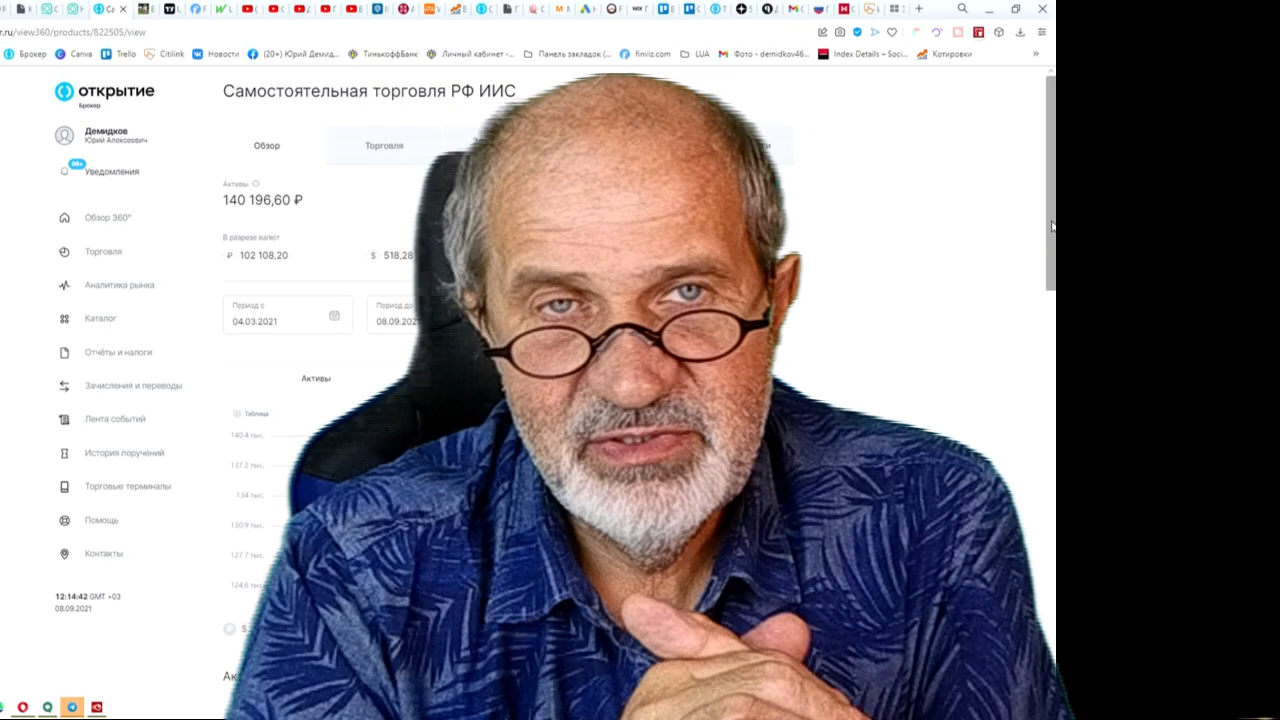 r.ru/view360/products/822505/view
Брокер Canva Trello Citilink Новости (20+) Юрий Демид... ТинькоффБанк Личный кабинет -... Панель закладок (... finviz.com LUA Фото - demidkov46... Index Details – Soci... Котировки
открытие
Брокер
Самостоятельная торговля РФ ИИС
Демидков
Юрий Алексеевич
Обзор Торговля
99+
Уведомления
Активы
140 196,60 ₽
Обзор 360°
В разрезе валют
₽ 102 108,20 $ 518,28
Торговля
Аналитика рынка
Период с
04.03.2021
Период до
08.09.202
Каталог
Отчёты и налоги
Зачисления и переводы
Активы
Лента событий
Таблица
История поручений
Торговые терминалы
Помощь
Контакты
140.4 тыс.
137.2 тыс.
134 тыс.
130.9 тыс.
127.7 тыс.
124.6 тыс.
12:14:42 GMT +03
08.09.2021
Ак